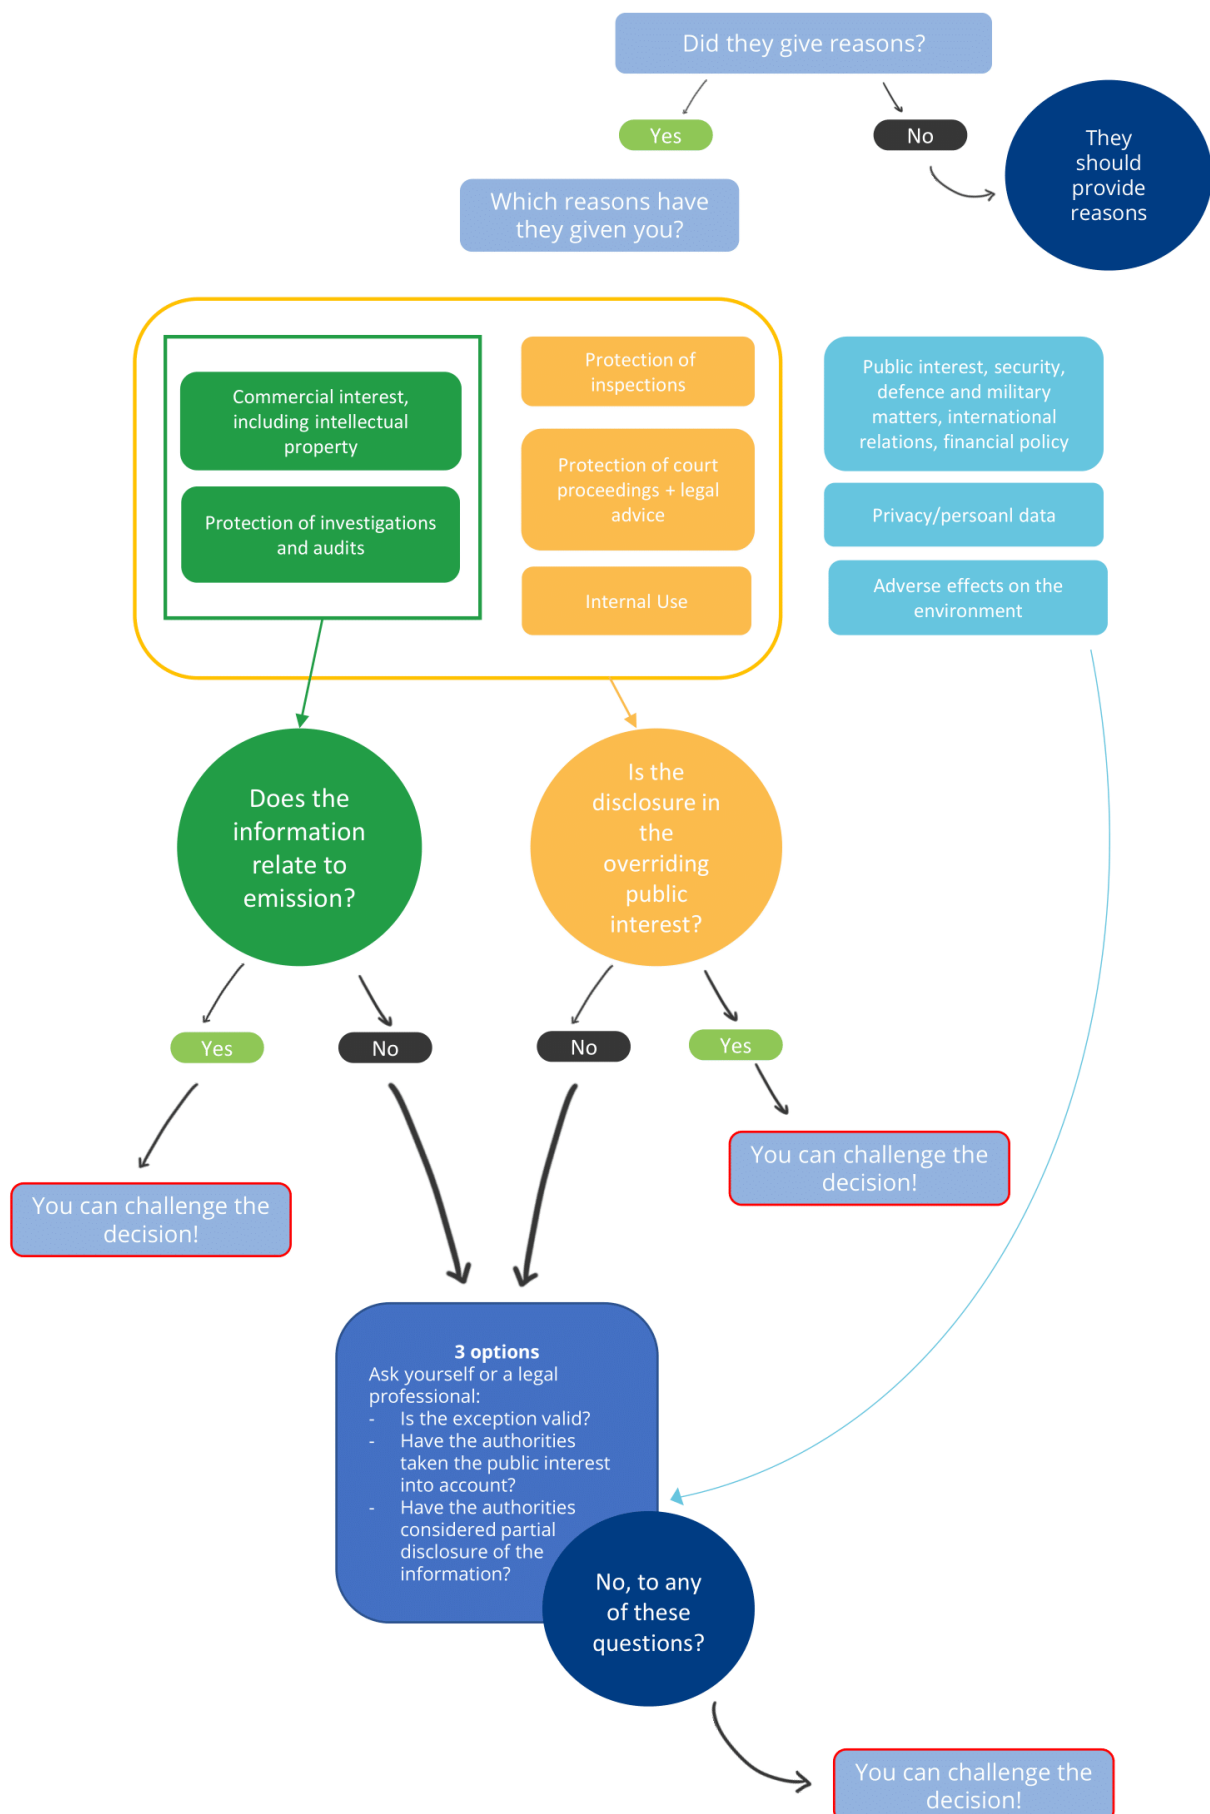 Did they give reasons?
Yes
No
They
should
provide
reasons
Which reasons have
they given you?
Commercial interest,
including intellectual
property
Protection of investigations
and audits
Protection of
inspections
Protection of court
proceedings + legal
advice
Internal Use
Public interest, security,
defence and military
matters, international
relations, financial policy
Privacy/persoanl data
Adverse effects on the
environment
Does the
information
relate to
emission?
Is the
disclosure in
the
overriding
public
interest?
Yes
No
No
Yes
You can challenge the
decision!
You can challenge the
decision!
3 options
Ask yourself or a legal
professional:
- Is the exception valid?
- Have the authorities
taken the public interest
into account?
- Have the authorities
considered partial
disclosure of the
information?
No, to any
of these
questions?
You can challenge the
decision!